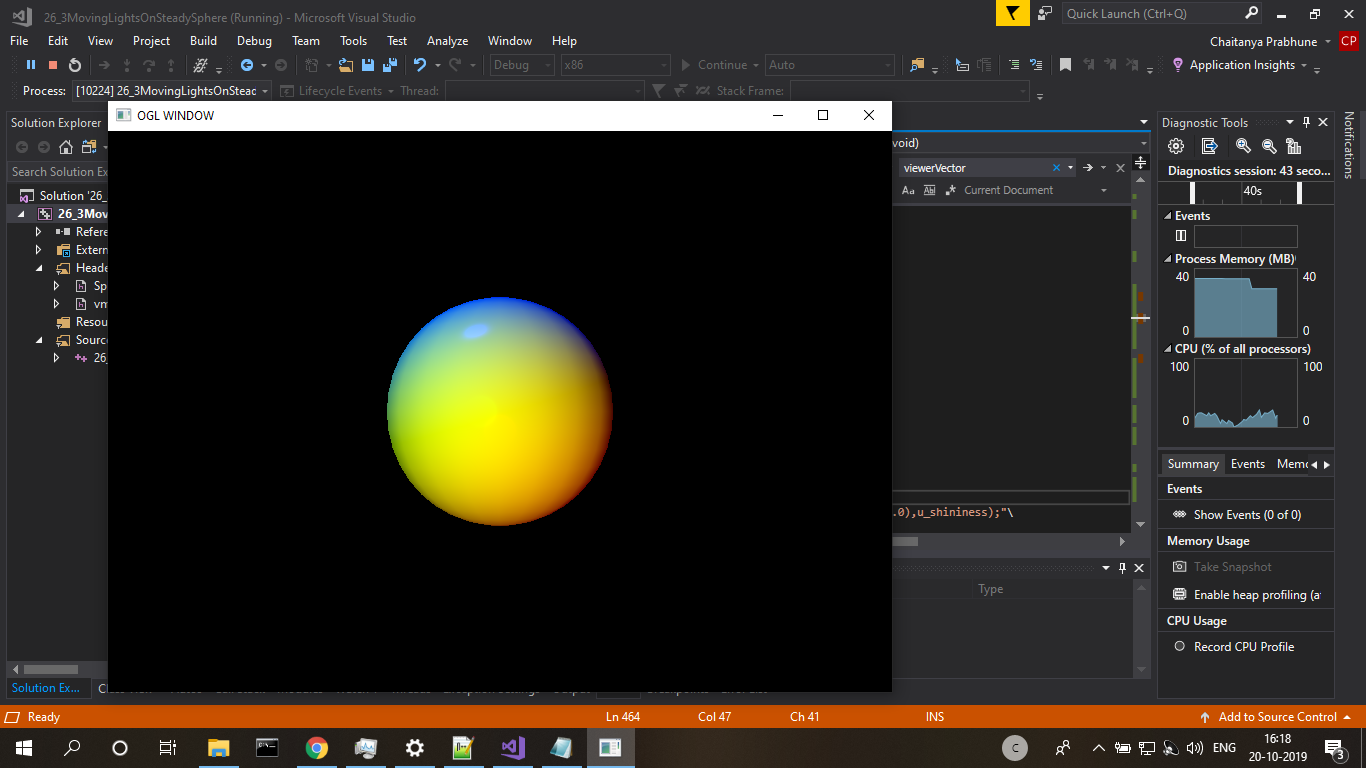 26_3MovingLightsOnSteadySphere (Running) - Microsoft Visual Studio
Quick Launch (Ctrl+Q)
File Edit View Project Build Debug Team Tools Test Analyze Window Help
Chaitanya Prabhune CP
Debug x86 Continue Auto Application Insights
Process: [10224] 26_3MovingLightsOnSteac Lifecycle Events Thread: Stack Frame:
OGL WINDOW
Solution Explorer
Search Solution Ex
Solution '26_
26_3Mov
Refere
Extern
Heade
Sp
vm
Resou
Source
26_
Solution Ex...
void)
viewerVector
Aa Ab Current Document
.0),u_shininess);"\
Type
Diagnostic Tools
Diagnostics session: 43 seco...
40s
Events
Process Memory (MB)
40 40
0 0
CPU (% of all processors)
100 100
0 0
Summary Events Memo
Events
Show Events (0 of 0)
Memory Usage
Take Snapshot
Enable heap profiling (a
CPU Usage
Record CPU Profile
Notifications
Ready Ln 464 Col 47 Ch 41 INS Add to Source Control
C ENG 16:18
20-10-2019 3